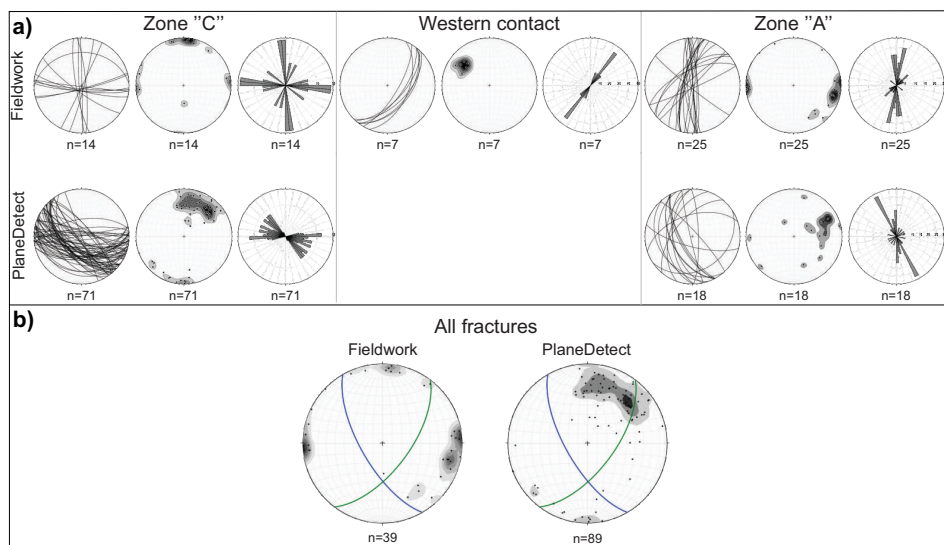 a)
Zone "C"
Western contact
Zone "A"
Fieldwork
n=14
n=14
n=14
n=7
n=7
n=7
n=25
n=25
n=25
PlaneDetect
n=71
n=71
n=71
n=18
n=18
n=18
b)
All fractures
Fieldwork
PlaneDetect
n=39
n=89